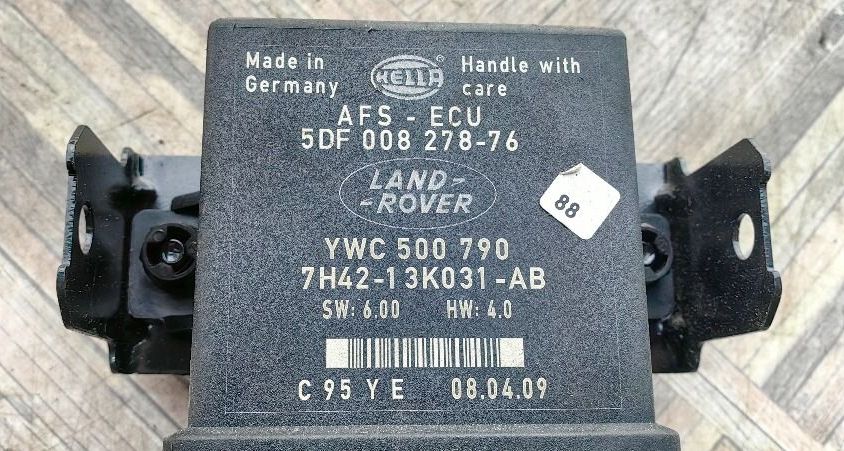 Made in
Germany
HELLA
Handle with
care
AFS - ECU
5DF 008 278-76
LAND-
-ROVER
88
YWC 500 790
7H42-13K031-AB
SW: 6.00 HW: 4.0
C 95 Y E 08.04.09